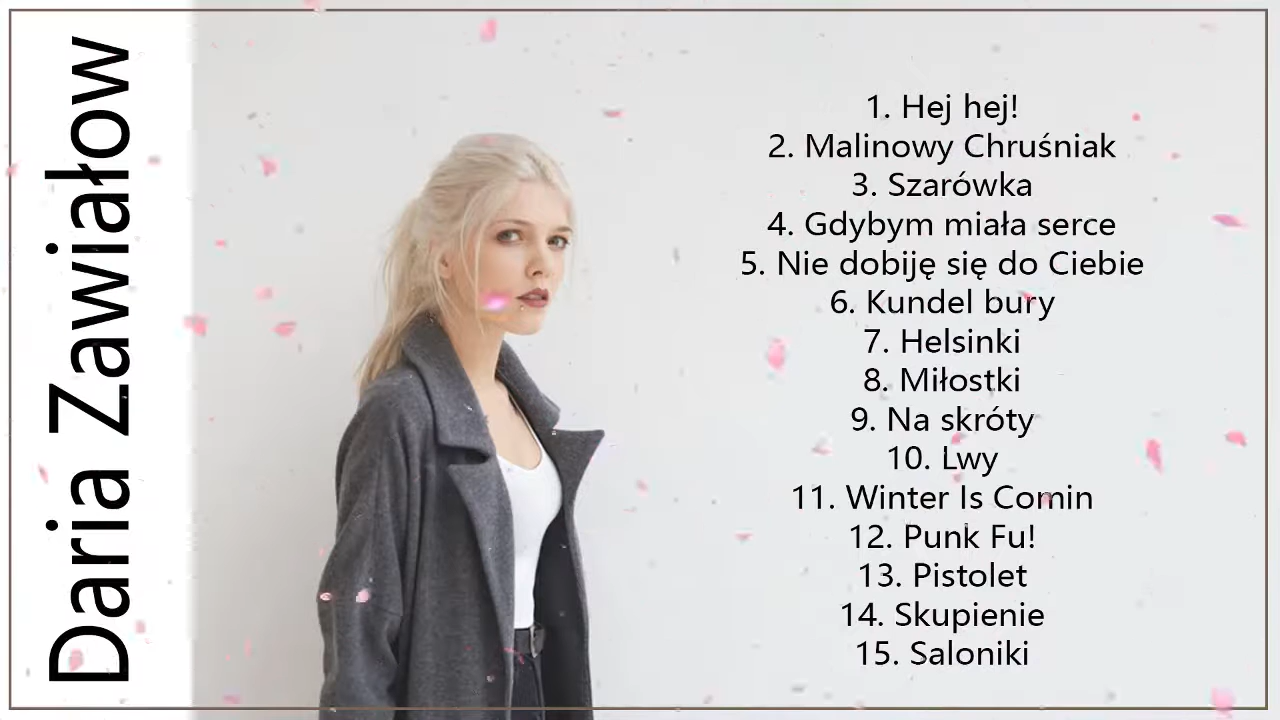 Daria Zawiałow
1. Hej hej!
2. Malinowy Chruśniak
3. Szarówka
4. Gdybym miała serce
5. Nie dobiję się do Ciebie
6. Kundel bury
7. Helsinki
8. Miłostki
9. Na skróty
10. Lwy
11. Winter Is Comin
12. Punk Fu!
13. Pistolet
14. Skupienie
15. Saloniki